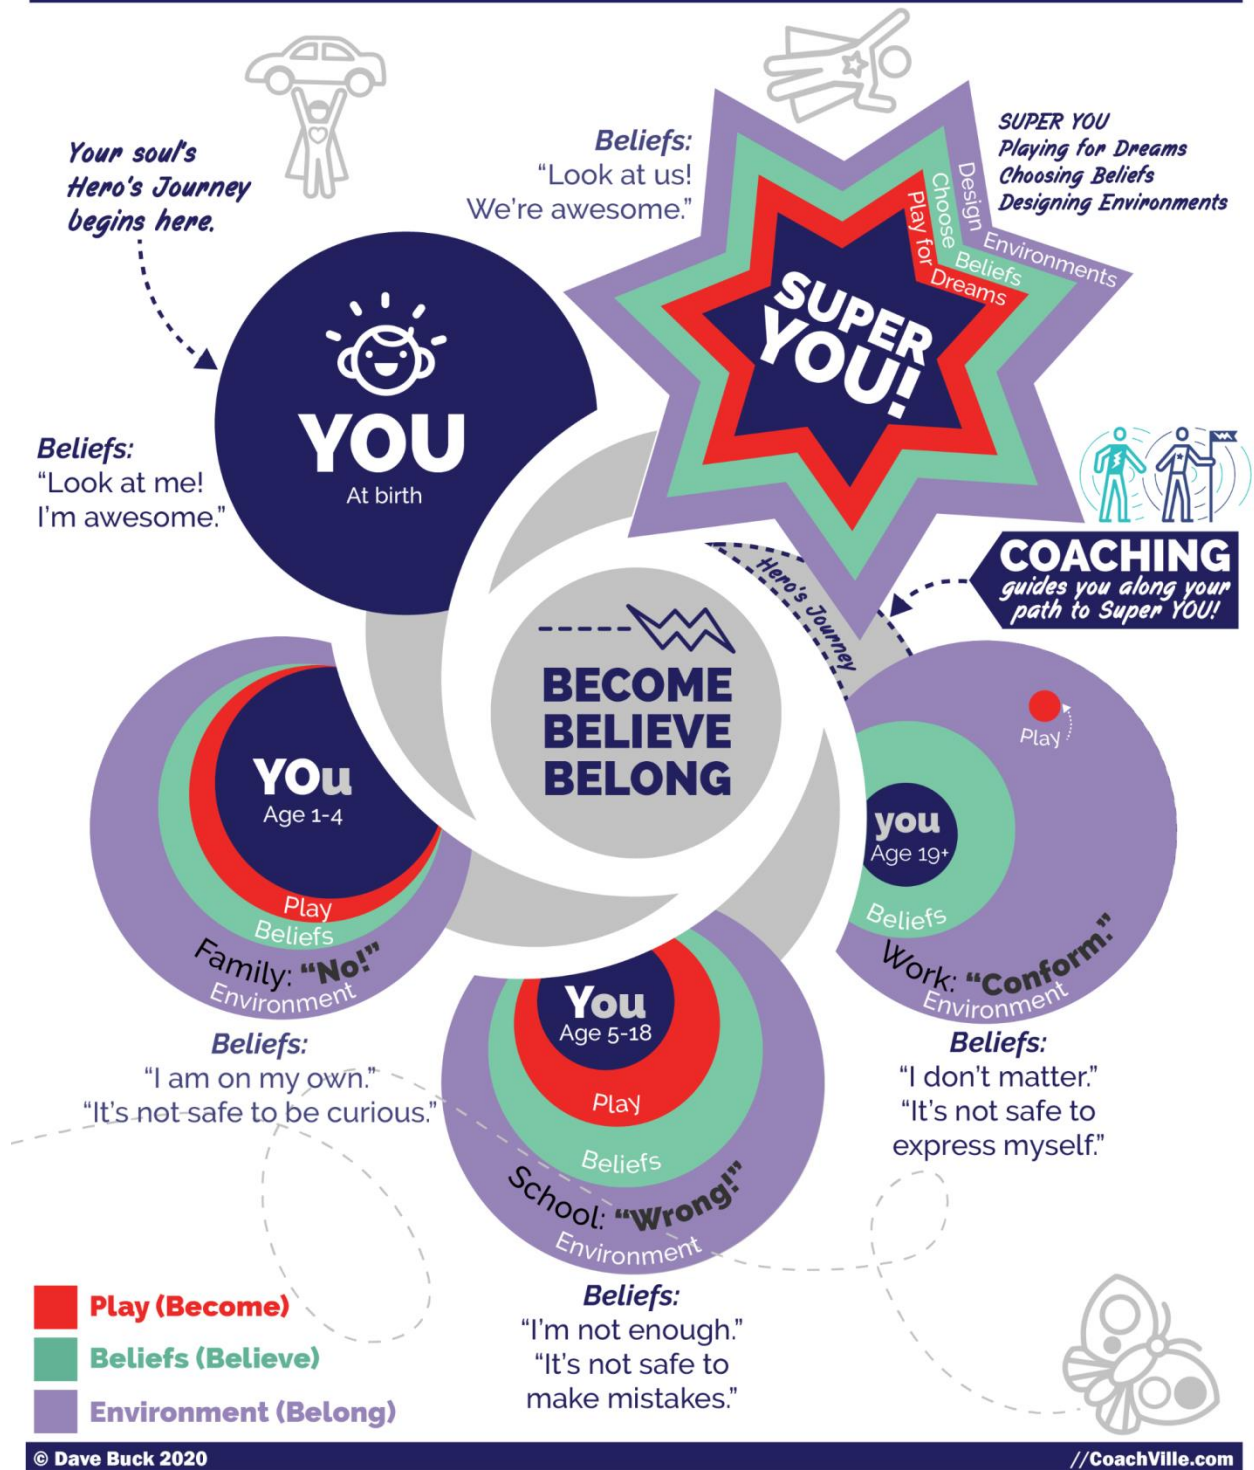 Your soul's
Hero's Journey
begins here.
YOU
At birth
Beliefs:
“Look at me!
I'm awesome.”
Beliefs:
“Look at us!
We're awesome.”
SUPER YOU
Playing for Dreams
Choosing Beliefs
Designing Environments
Design Environments
Choose Beliefs
Play for Dreams
SUPER
YOU!
COACHING
guides you along your
path to Super YOU!
Hero's Journey
BECOME
BELIEVE
BELONG
YOu
Age 1-4
Play
Beliefs
Family: “No!”
Environment
Beliefs:
“I am on my own.”
“It's not safe to be curious.”
You
Age 5-18
Play
Beliefs
School: “Wrong!”
Environment
Beliefs:
“I'm not enough.”
“It's not safe to
make mistakes.”
Play
you
Age 19+
Beliefs
Work: “Conform.”
Environment
Beliefs:
“I don't matter.”
“It's not safe to
express myself.”
Play (Become)
Beliefs (Believe)
Environment (Belong)
© Dave Buck 2020
//CoachVille.com